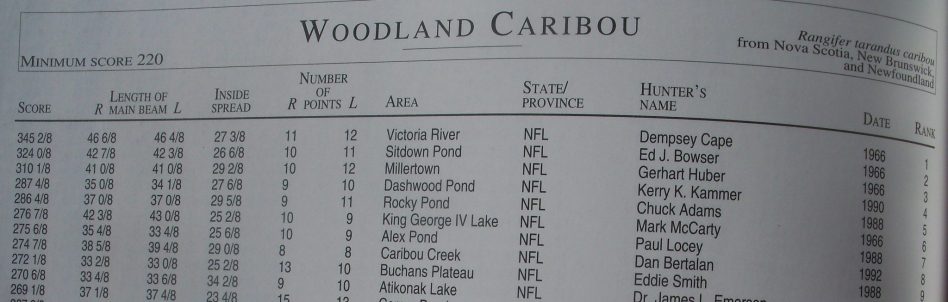 WOODLAND CARIBOU
Rangifer tarandus caribou
from Nova Scotia, New Brunswick,
and Newfoundland
MINIMUM SCORE 220
SCORE LENGTH OF R MAIN BEAM L INSIDE SPREAD NUMBER OF R POINTS L AREA STATE/ PROVINCE HUNTER'S NAME DATE RANK
345 2/8 46 6/8 46 4/8 27 3/8 11 12 Victoria River NFL Dempsey Cape 1966 1
324 0/8 42 7/8 42 3/8 26 6/8 10 11 Sitdown Pond NFL Ed J. Bowser 1966 2
310 1/8 41 0/8 41 0/8 29 2/8 10 12 Millertown NFL Gerhart Huber 1966 3
287 4/8 35 0/8 34 1/8 27 6/8 9 10 Dashwood Pond NFL Kerry K. Kammer 1990 4
286 4/8 37 0/8 37 0/8 29 5/8 9 11 Rocky Pond NFL Chuck Adams 1988 5
276 7/8 42 3/8 43 0/8 25 2/8 10 9 King George IV Lake NFL Mark McCarty 1966 6
275 6/8 35 4/8 33 4/8 25 6/8 10 9 Alex Pond NFL Paul Locey 1988 7
274 7/8 38 5/8 39 4/8 29 0/8 8 8 Caribou Creek NFL Dan Bertalan 1992 8
272 1/8 33 2/8 33 0/8 25 2/8 13 10 Buchans Plateau NFL Eddie Smith 1988 9
270 6/8 33 4/8 33 6/8 34 2/8 9 10 Atikonak Lake NFL Dr. James L.
269 1/8 37 1/8 37 4/8 23 4/8 15